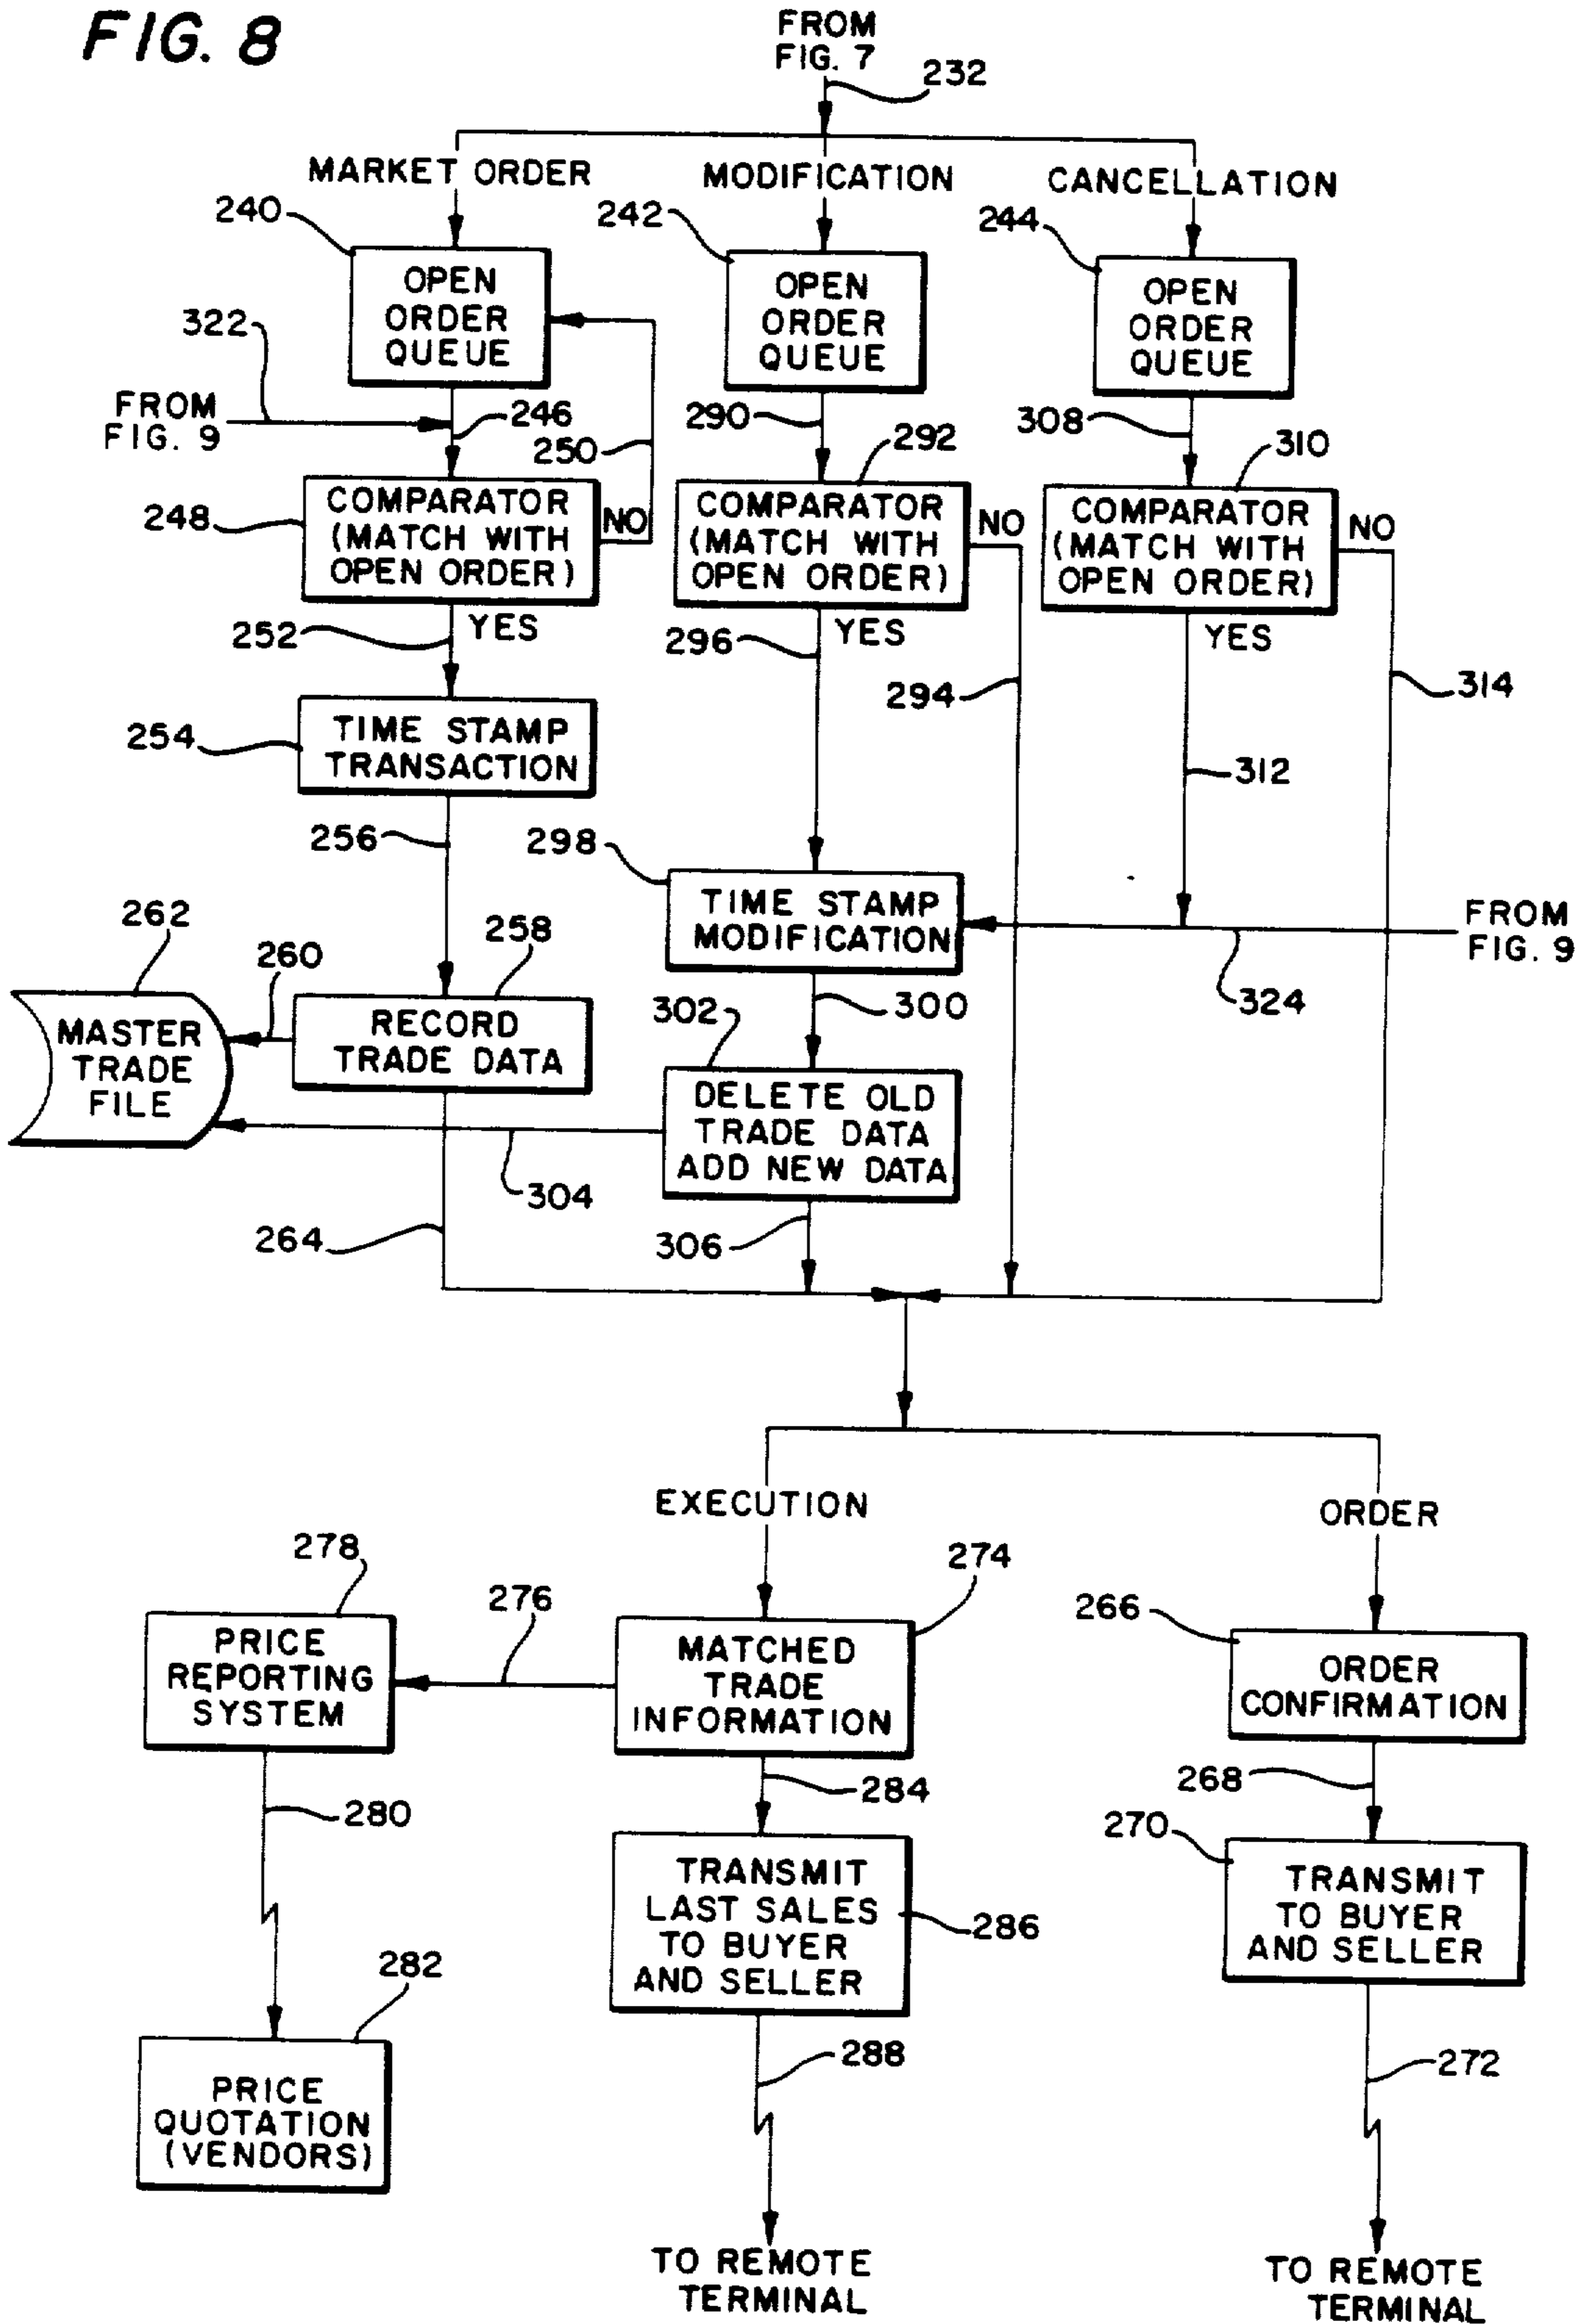 FIG. 8
FROM
FIG. 7
232
MARKET ORDER
MODIFICATION
CANCELLATION
240
242
244
OPEN
ORDER
QUEUE
OPEN
ORDER
QUEUE
OPEN
ORDER
QUEUE
322
FROM
FIG. 9
246
250
290
292
308
310
248
COMPARATOR
(MATCH WITH
OPEN ORDER)
NO
COMPARATOR
(MATCH WITH
OPEN ORDER)
NO
COMPARATOR
(MATCH WITH
OPEN ORDER)
NO
252
YES
296
YES
294
YES
314
254
TIME STAMP
TRANSACTION
312
256
298
TIME STAMP
MODIFICATION
FROM
FIG. 9
324
262
260
258
MASTER
TRADE
FILE
RECORD
TRADE DATA
300
302
DELETE OLD
TRADE DATA
ADD NEW DATA
304
264
306
EXECUTION
ORDER
278
276
274
266
PRICE
REPORTING
SYSTEM
MATCHED
TRADE
INFORMATION
ORDER
CONFIRMATION
280
284
268
270
TRANSMIT
LAST SALES
TO BUYER
AND SELLER
286
TRANSMIT
TO BUYER
AND SELLER
282
288
272
PRICE
QUOTATION
(VENDORS)
TO REMOTE
TERMINAL
TO REMOTE
TERMINAL